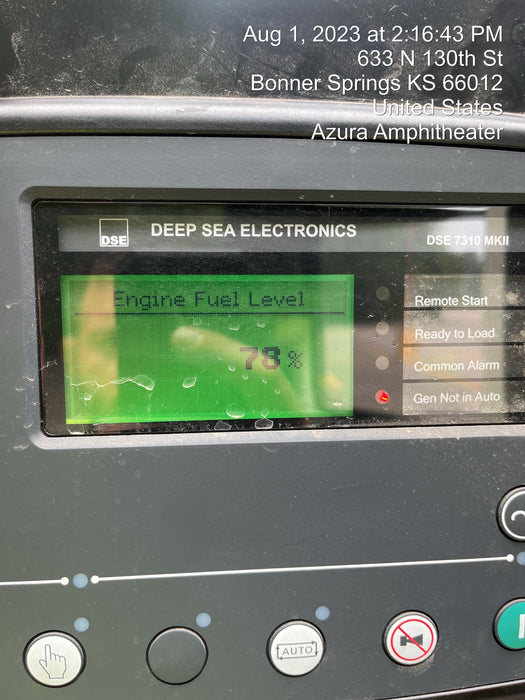 Aug 1, 2023 at 2:16:43 PM
633 N 130th St
Bonner Springs KS 66012
United States
Azura Amphitheater
DSE
DEEP SEA ELECTRONICS
DSE 7310 MKII
Engine Fuel Level
78 %
Remote Start
Ready to Load
Common Alarm
Gen Not in Auto
AUTO